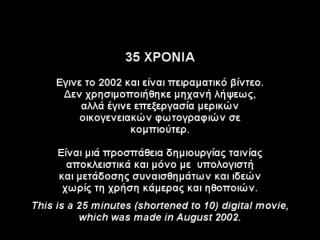 35 ΧΡΟΝΙΑ
Εγινε το 2002 και είναι πειραματικό βίντεο.
Δεν χρησιμοποιήθηκε μηχανή λήψεως,
αλλά έγινε επεξεργασία μερικών
οικογενειακών φωτογραφιών σε
κομπιούτερ.
Είναι μιά προσπάθεια δημιουργίας ταινίας
αποκλειστικά και μόνο με υπολογιστή
και μετάδοσης συναισθημάτων και ιδεών
χωρίς τη χρήση κάμερας και ηθοποιών.
This is a 25 minutes (shortened to 10) digital movie,
which was made in August 2002.